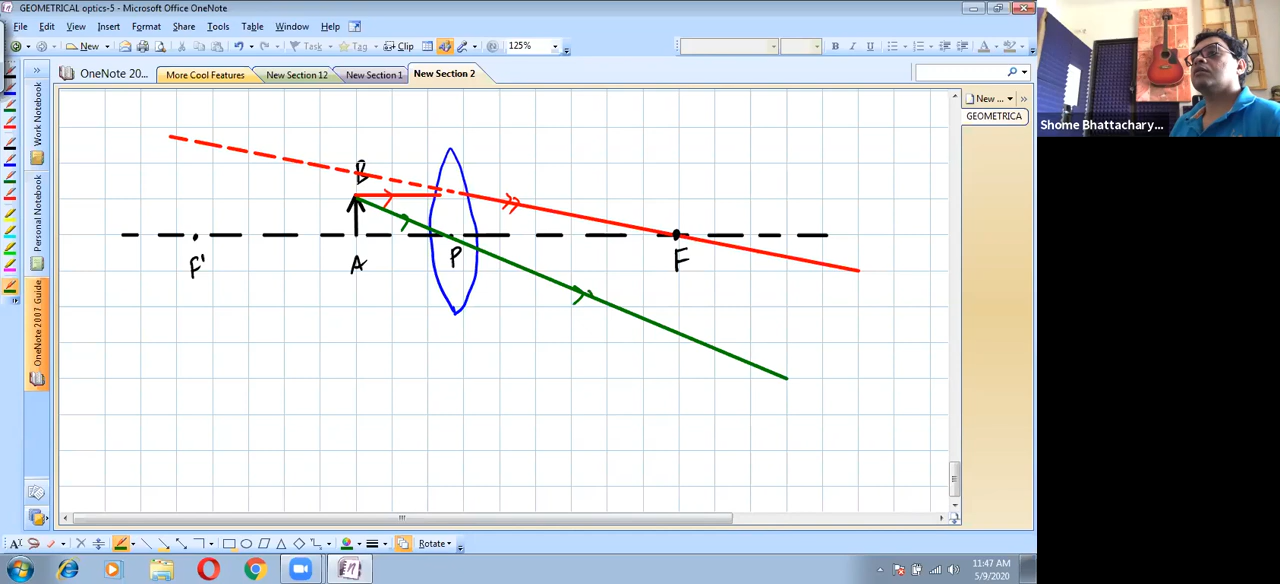 GEOMETRICAL optics-5 - Microsoft Office OneNote
File Edit View Insert Format Share Tools Table Window Help
New Task Tag Clip 125% B I U
OneNote 20... More Cool Features New Section 12 New Section 1 New Section 2
New ...
GEOMETRICA
Work Notebook
Personal Notebook
OneNote 2007 Guide
Shome Bhattachary...
B
F'
A
P
F
Rotate
11:47 AM
5/9/2020